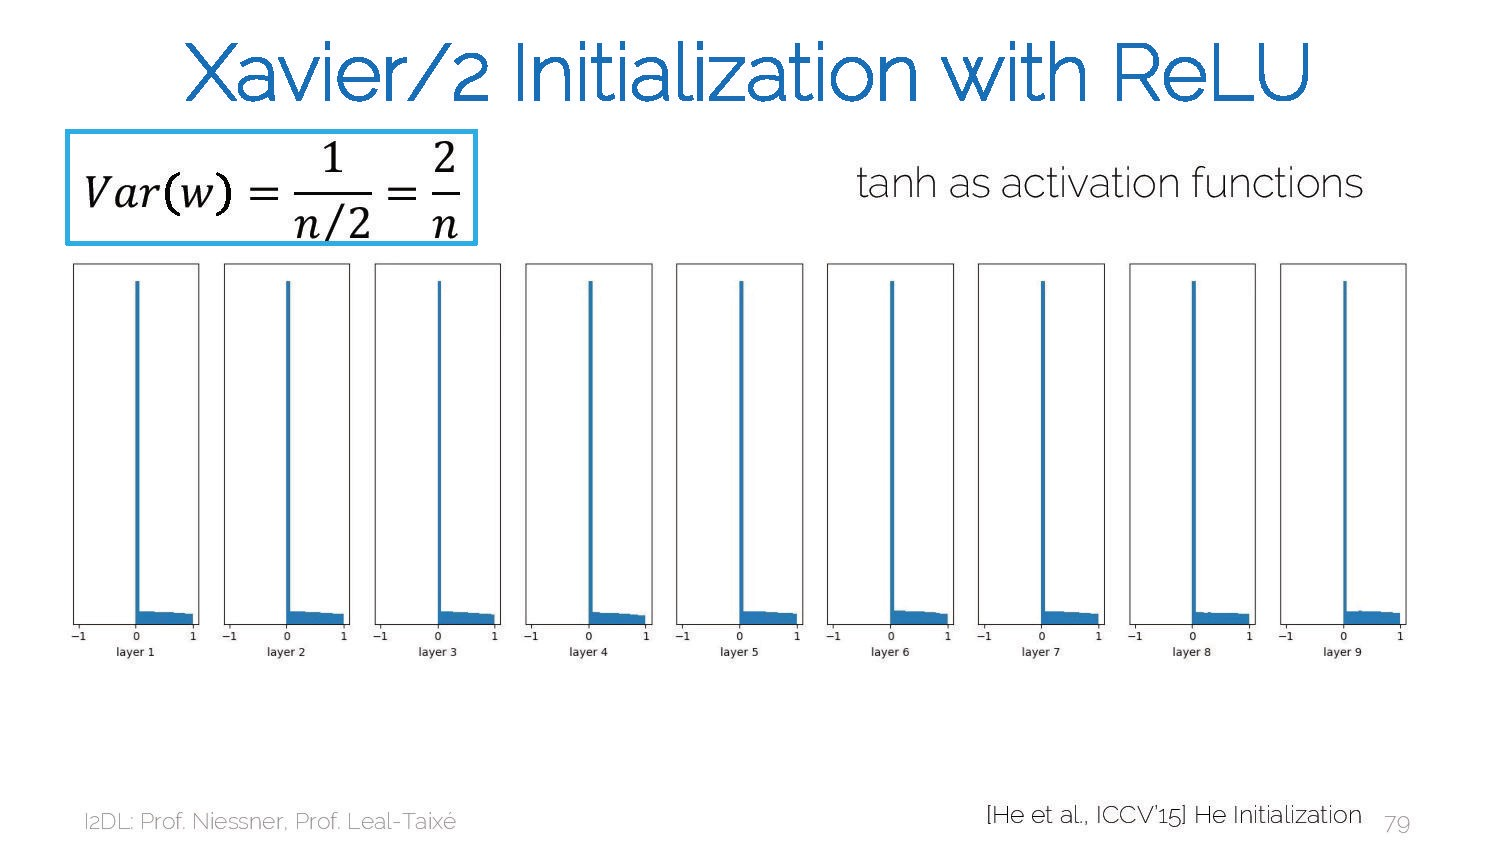 Xavier/2 Initialization with ReLU
Var(w) = 1/(n/2) = 2/n
tanh as activation functions
−1 0 1 −1 0 1 −1 0 1 −1 0 1 −1 0 1 −1 0 1 −1 0 1 −1 0 1 −1 0 1
layer 1 layer 2 layer 3 layer 4 layer 5 layer 6 layer 7 layer 8 layer 9
I2DL: Prof. Niessner, Prof. Leal-Taixé
[He et al., ICCV'15] He Initialization
79